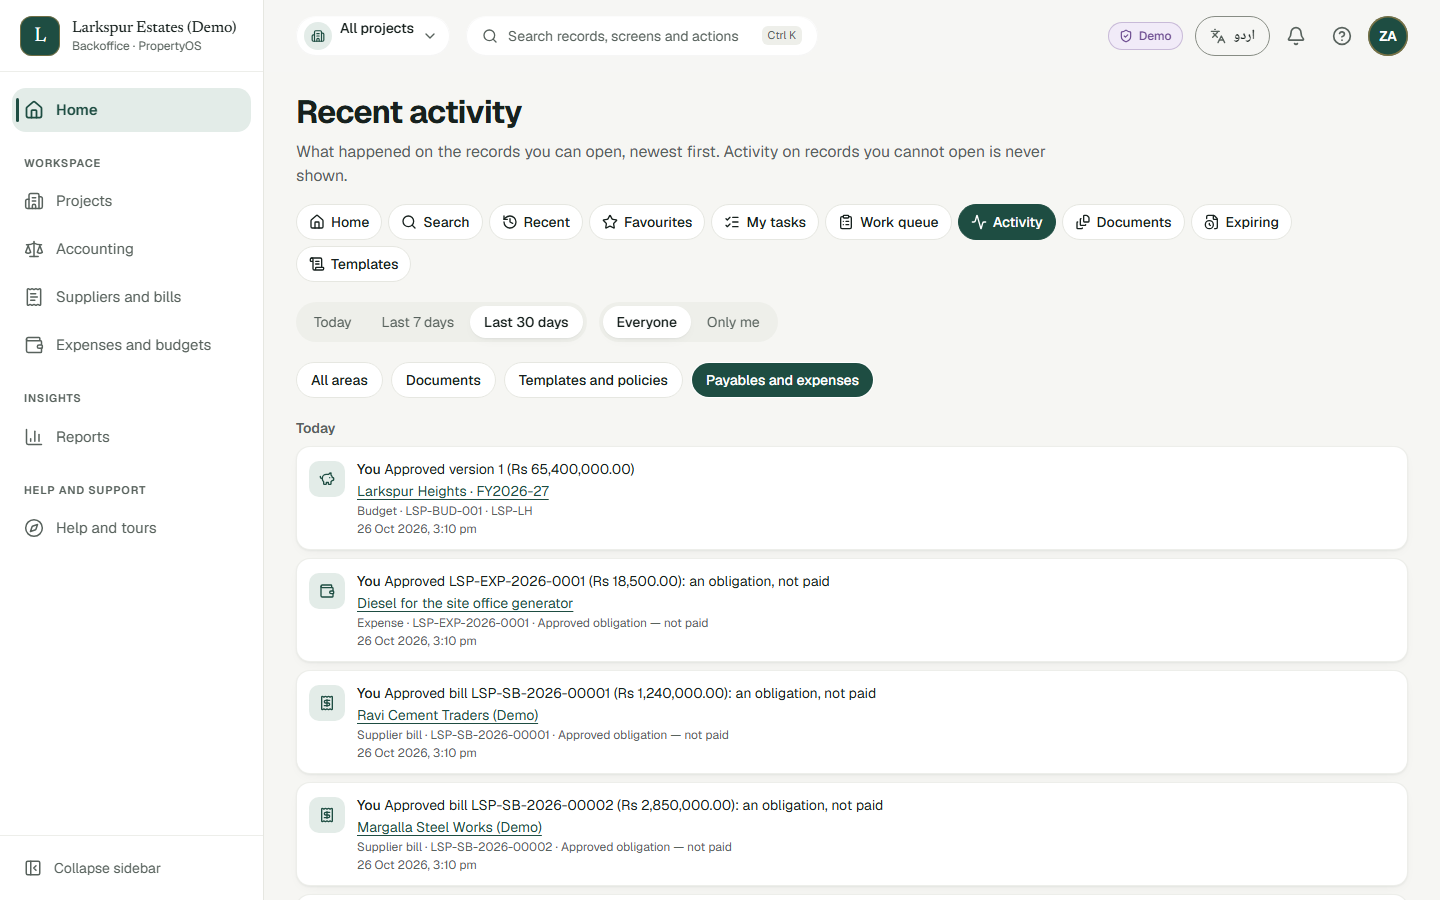 L
Larkspur Estates (Demo)
Backoffice · PropertyOS
Home
WORKSPACE
Projects
Accounting
Suppliers and bills
Expenses and budgets
INSIGHTS
Reports
HELP AND SUPPORT
Help and tours
Collapse sidebar
All projects
Search records, screens and actions
Ctrl K
Demo
اردو
ZA
Recent activity
What happened on the records you can open, newest first. Activity on records you cannot open is never
shown.
Home
Search
Recent
Favourites
My tasks
Work queue
Activity
Documents
Expiring
Templates
Today
Last 7 days
Last 30 days
Everyone
Only me
All areas
Documents
Templates and policies
Payables and expenses
Today
You Approved version 1 (Rs 65,400,000.00)
Larkspur Heights · FY2026-27
Budget · LSP-BUD-001 · LSP-LH
26 Oct 2026, 3:10 pm
You Approved LSP-EXP-2026-0001 (Rs 18,500.00): an obligation, not paid
Diesel for the site office generator
Expense · LSP-EXP-2026-0001 · Approved obligation — not paid
26 Oct 2026, 3:10 pm
You Approved bill LSP-SB-2026-00001 (Rs 1,240,000.00): an obligation, not paid
Ravi Cement Traders (Demo)
Supplier bill · LSP-SB-2026-00001 · Approved obligation — not paid
26 Oct 2026, 3:10 pm
You Approved bill LSP-SB-2026-00002 (Rs 2,850,000.00): an obligation, not paid
Margalla Steel Works (Demo)
Supplier bill · LSP-SB-2026-00002 · Approved obligation — not paid
26 Oct 2026, 3:10 pm